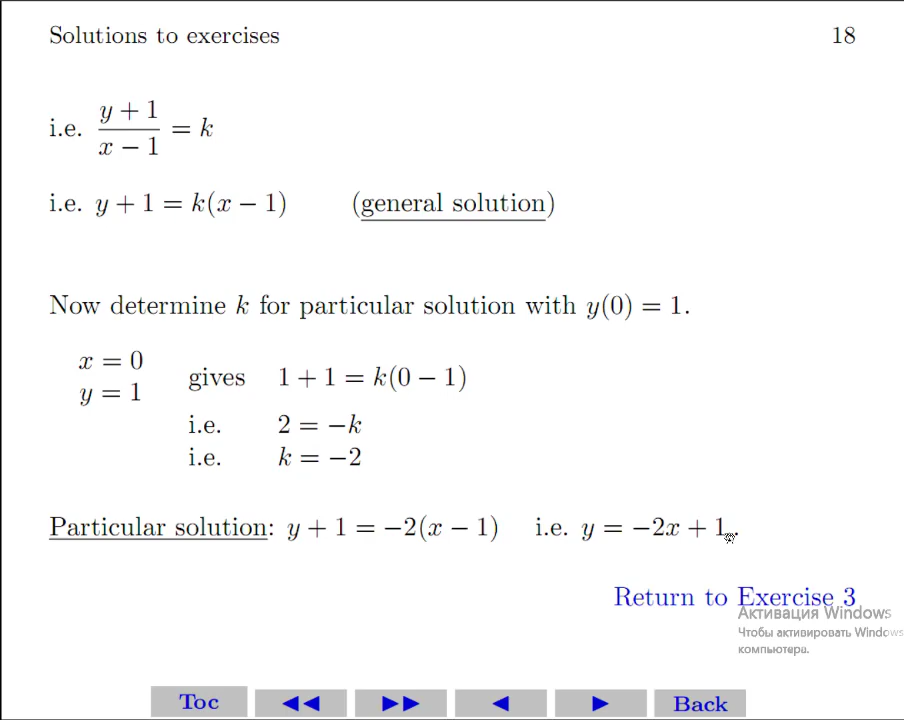 Solutions to exercises 18
i.e. \frac{y + 1}{x − 1} = k
i.e. y + 1 = k(x − 1) (general solution)
Now determine k for particular solution with y(0) = 1.
x = 0
y = 1 gives 1 + 1 = k(0 − 1)
i.e. 2 = −k
i.e. k = −2
Particular solution: y + 1 = −2(x − 1) i.e. y = −2x + 1.
Return to Exercise 3
Активация Windows
Чтобы активировать Windows
компьютера.
Toc ◀◀ ▶▶ ◀ ▶ Back